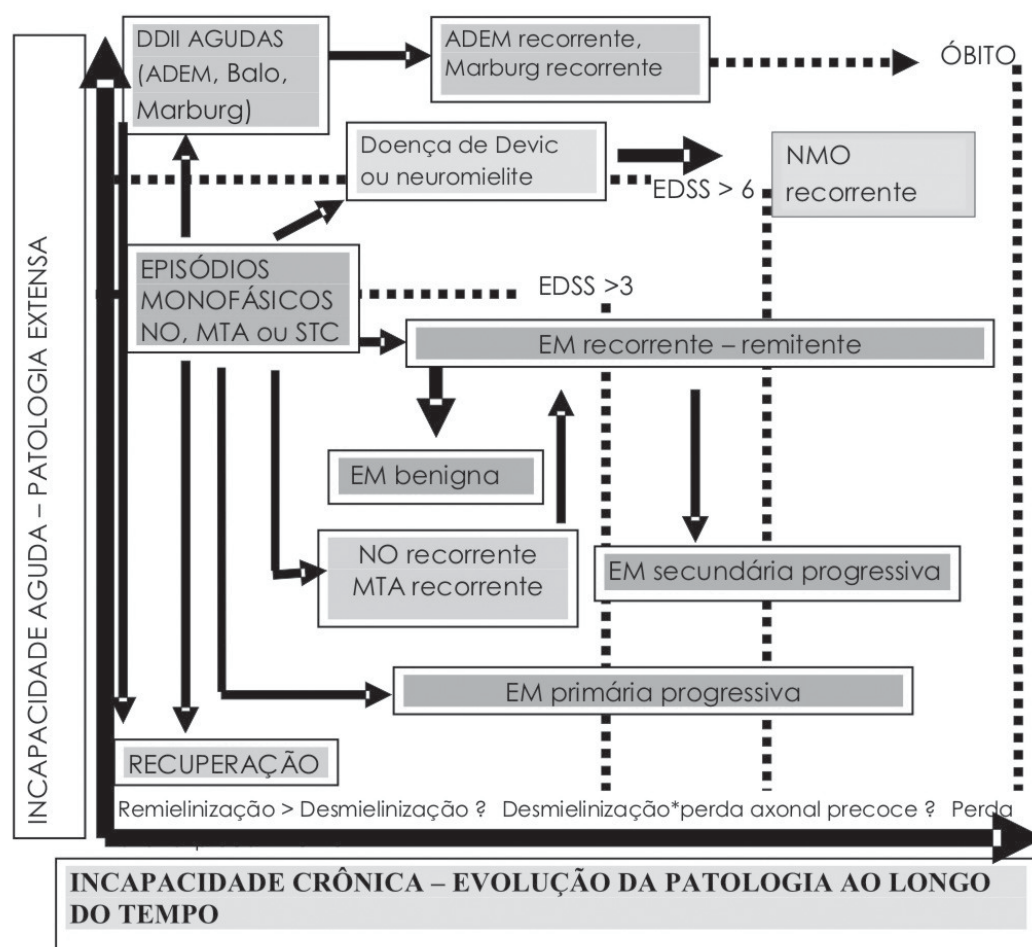 INCAPACIDADE AGUDA – PATOLOGIA EXTENSA
DDII AGUDAS
(ADEM, Balo,
Marburg)
ADEM recorrente,
Marburg recorrente
ÓBITO
Doença de Devic
ou neuromielite
EDSS > 6
NMO
recorrente
EPISÓDIOS
MONOFÁSICOS
NO, MTA ou STC
EDSS >3
EM recorrente – remitente
EM benigna
NO recorrente
MTA recorrente
EM secundária progressiva
EM primária progressiva
RECUPERAÇÃO
Remielinização > Desmielinização ? Desmielinização*perda axonal precoce ? Perda
INCAPACIDADE CRÔNICA – EVOLUÇÃO DA PATOLOGIA AO LONGO
DO TEMPO